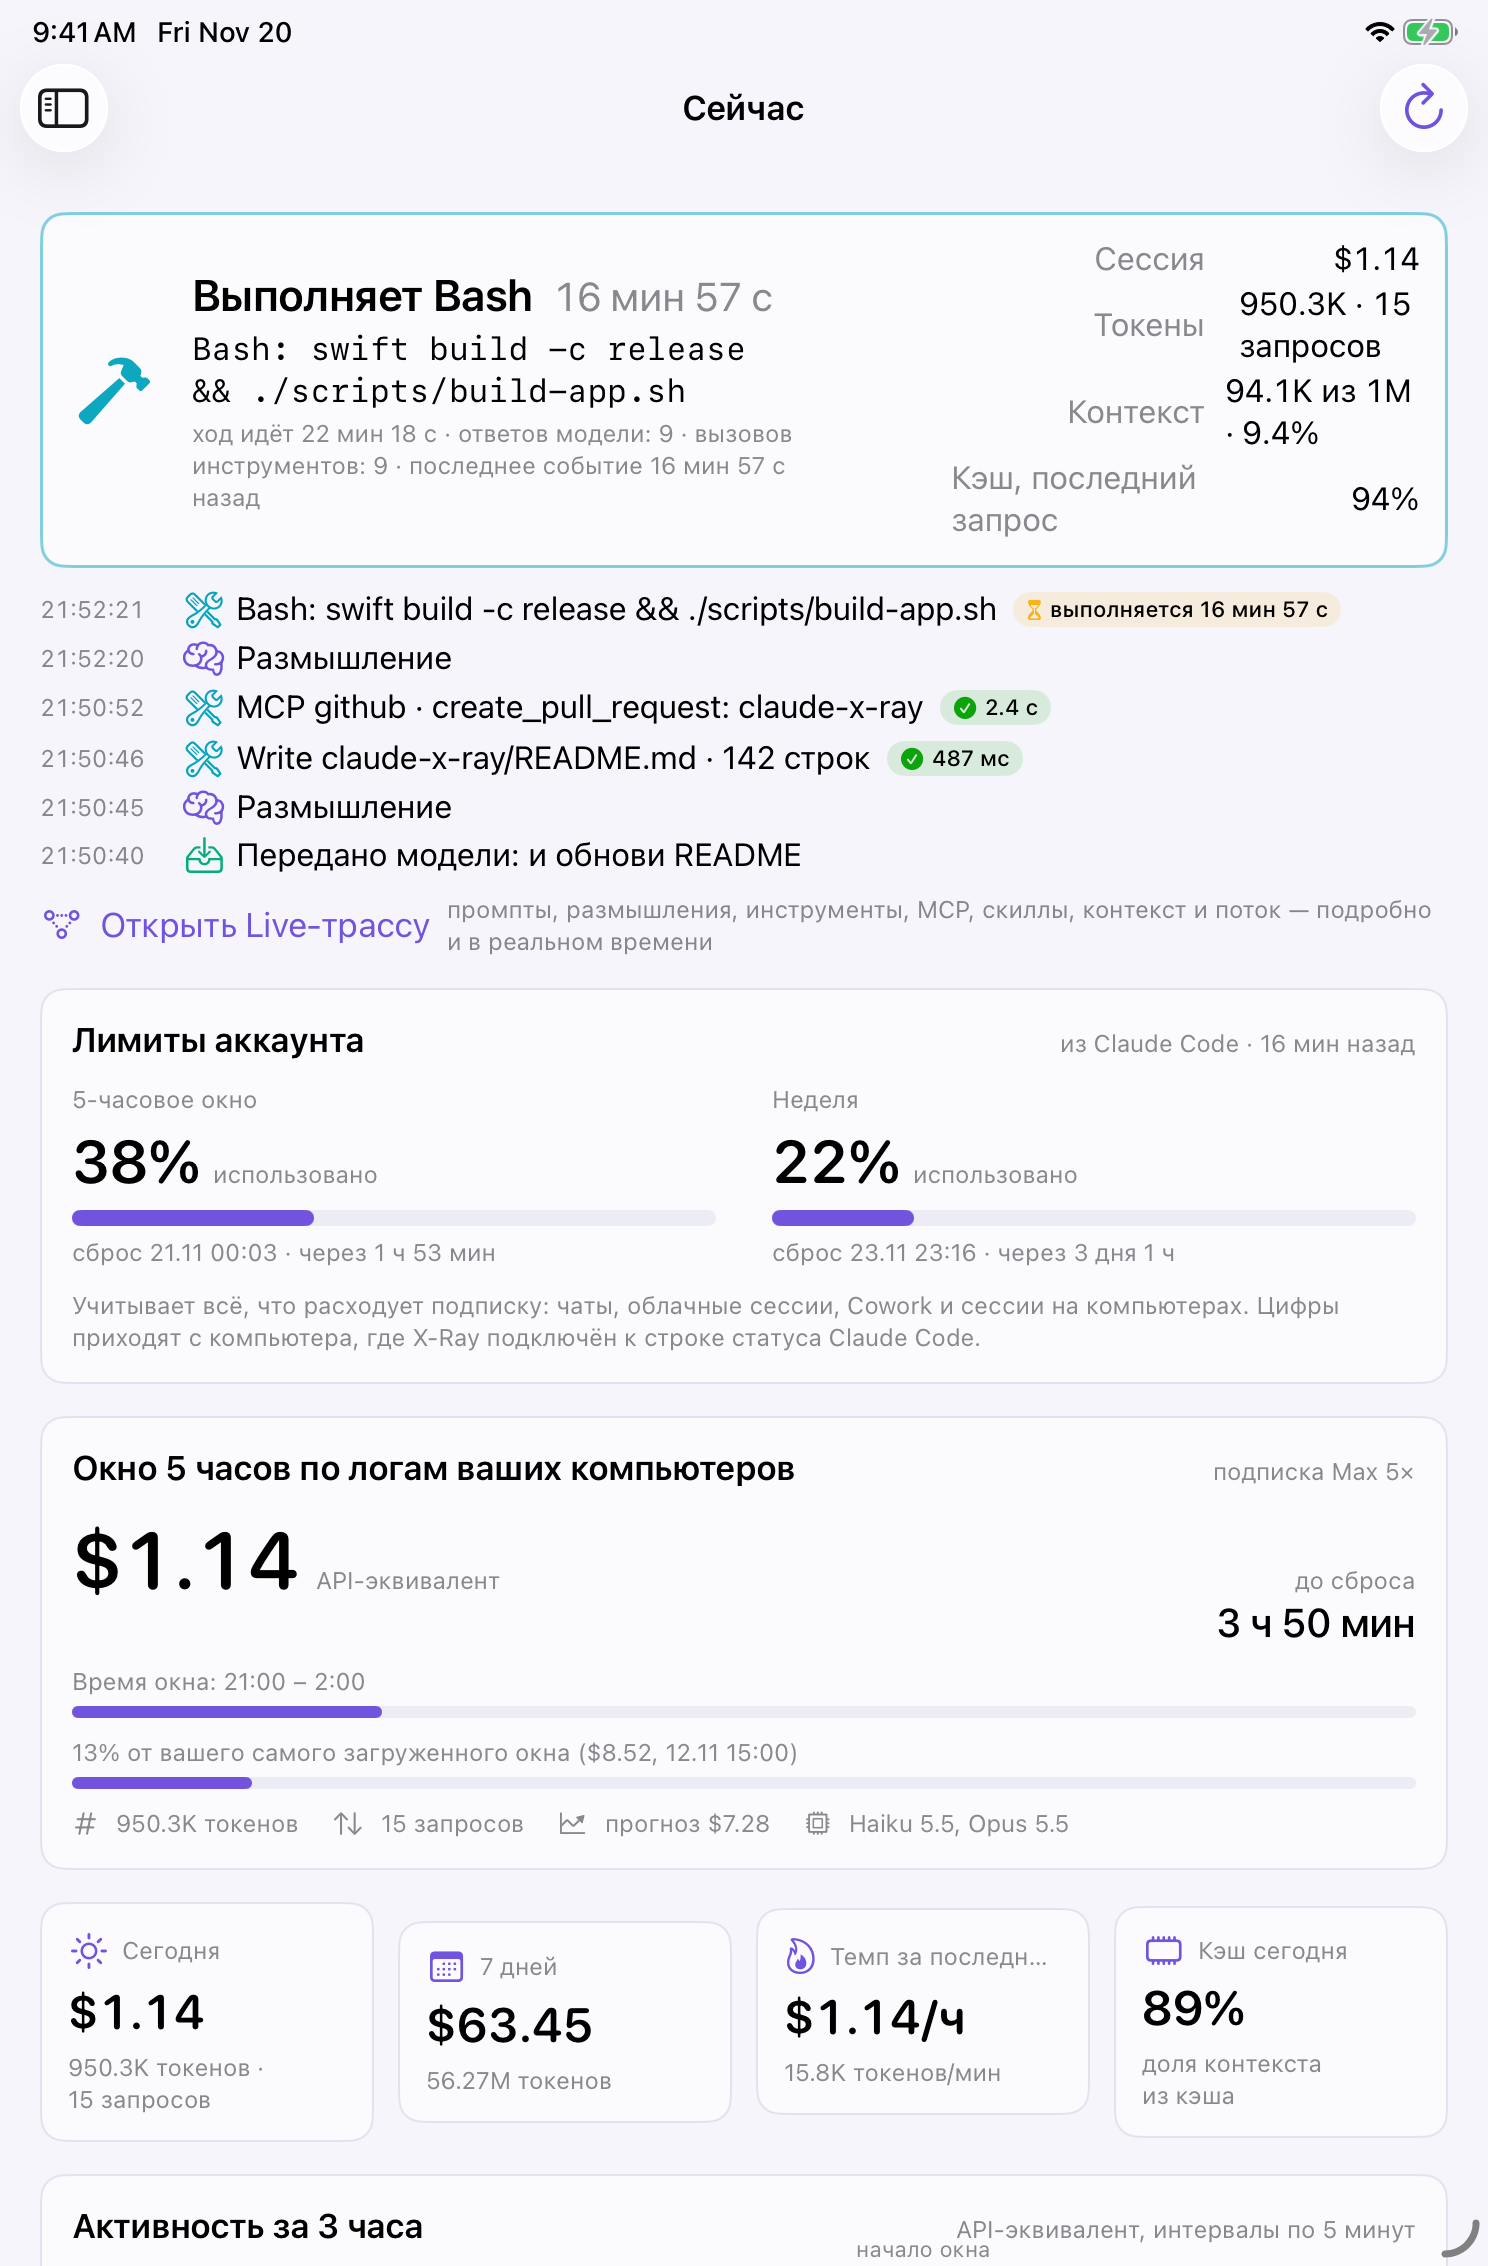 9:41 AM Fri Nov 20
Сейчас
Выполняет Bash 16 мин 57 с
Bash: swift build -c release
&& ./scripts/build-app.sh
ход идёт 22 мин 18 с · ответов модели: 9 · вызовов
инструментов: 9 · последнее событие 16 мин 57 с
назад
Сессия $1.14
Токены 950.3K · 15
запросов
Контекст 94.1K из 1M
· 9.4%
Кэш, последний
запрос 94%
21:52:21 Bash: swift build -c release && ./scripts/build-app.sh выполняется 16 мин 57 с
21:52:20 Размышление
21:50:52 MCP github · create_pull_request: claude-x-ray 2.4 с
21:50:46 Write claude-x-ray/README.md · 142 строк 487 мс
21:50:45 Размышление
21:50:40 Передано модели: и обнови README
Открыть Live-трассу промпты, размышления, инструменты, MCP, скиллы, контекст и поток — подробно
и в реальном времени
Лимиты аккаунта из Claude Code · 16 мин назад
5-часовое окно
38% использовано
сброс 21.11 00:03 · через 1 ч 53 мин
Неделя
22% использовано
сброс 23.11 23:16 · через 3 дня 1 ч
Учитывает всё, что расходует подписку: чаты, облачные сессии, Cowork и сессии на компьютерах. Цифры
приходят с компьютера, где X-Ray подключён к строке статуса Claude Code.
Окно 5 часов по логам ваших компьютеров подписка Max 5×
$1.14 API-эквивалент
до сброса
3 ч 50 мин
Время окна: 21:00 – 2:00
13% от вашего самого загруженного окна ($8.52, 12.11 15:00)
950.3K токенов 15 запросов прогноз $7.28 Haiku 5.5, Opus 5.5
Сегодня
$1.14
950.3K токенов ·
15 запросов
7 дней
$63.45
56.27M токенов
Темп за последн...
$1.14/ч
15.8K токенов/мин
Кэш сегодня
89%
доля контекста
из кэша
Активность за 3 часа API-эквивалент, интервалы по 5 минут
начало окна